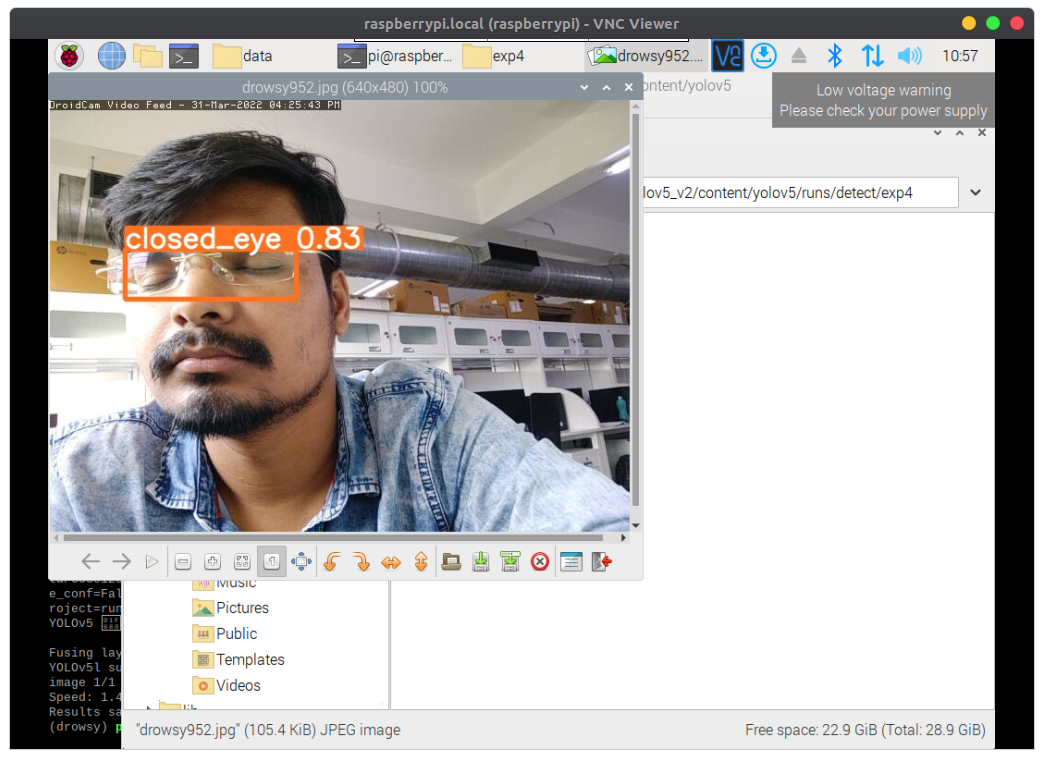 raspberrypi.local (raspberrypi) - VNC Viewer
data
pi@raspber...
exp4
drowsy952....
10:57
drowsy952.jpg (640x480) 100%
ontent/yolov5
Low voltage warning
Please check your power supply
DroidCam Video Feed - 31-Mar-2022 04:25:43 PM
lov5_v2/content/yolov5/runs/detect/exp4
closed_eye 0.83
e_conf=Fal
Music
roject=run
Pictures
YOLOv5
Public
Fusing lay
Templates
YOLOv5l su
image 1/1
Videos
Speed: 1.4
Results sa
lib
(drowsy) p
"drowsy952.jpg" (105.4 KiB) JPEG image
Free space: 22.9 GiB (Total: 28.9 GiB)